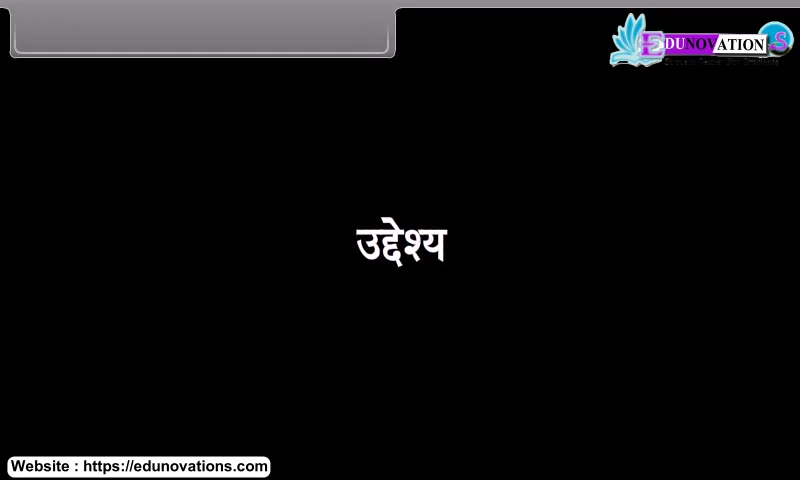 EDUNOVATIONS
उद्देश्य
Website : https://edunovations.com